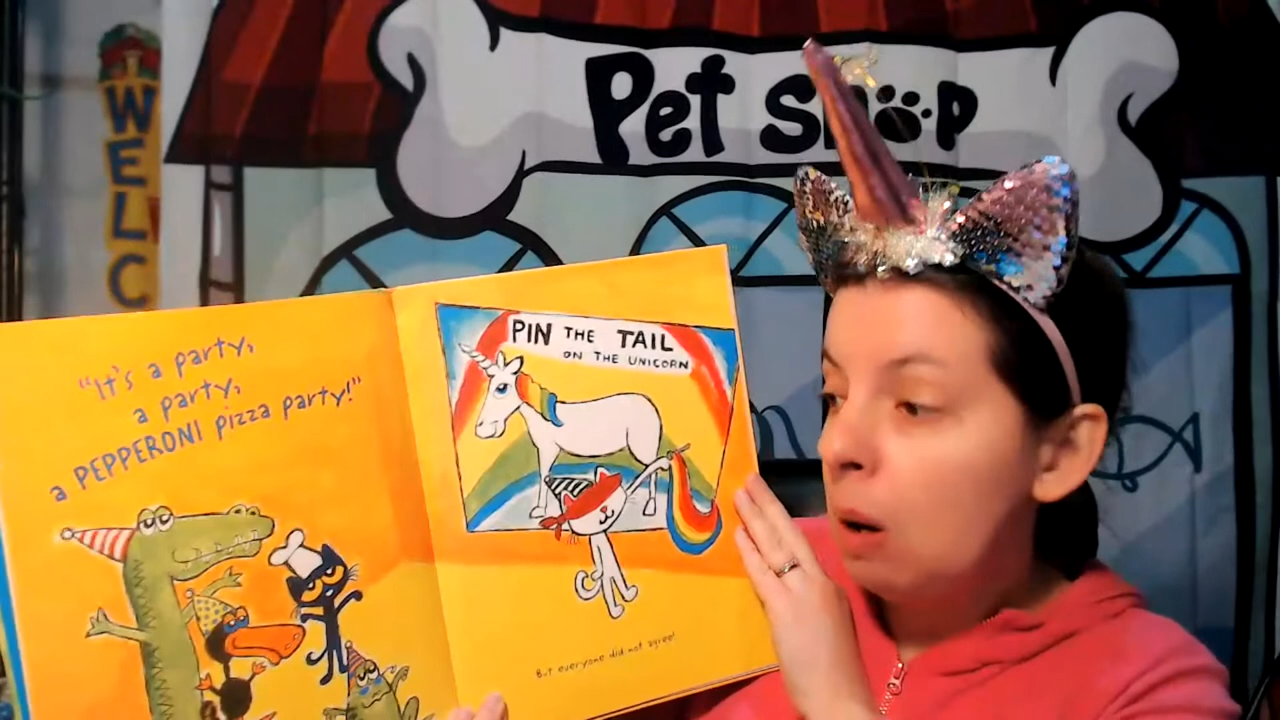 Pet Shop
WELC
"It's a party,
a party,
a PEPPERONI pizza party!"
PIN THE TAIL
ON THE UNICORN
But everyone did not agree!